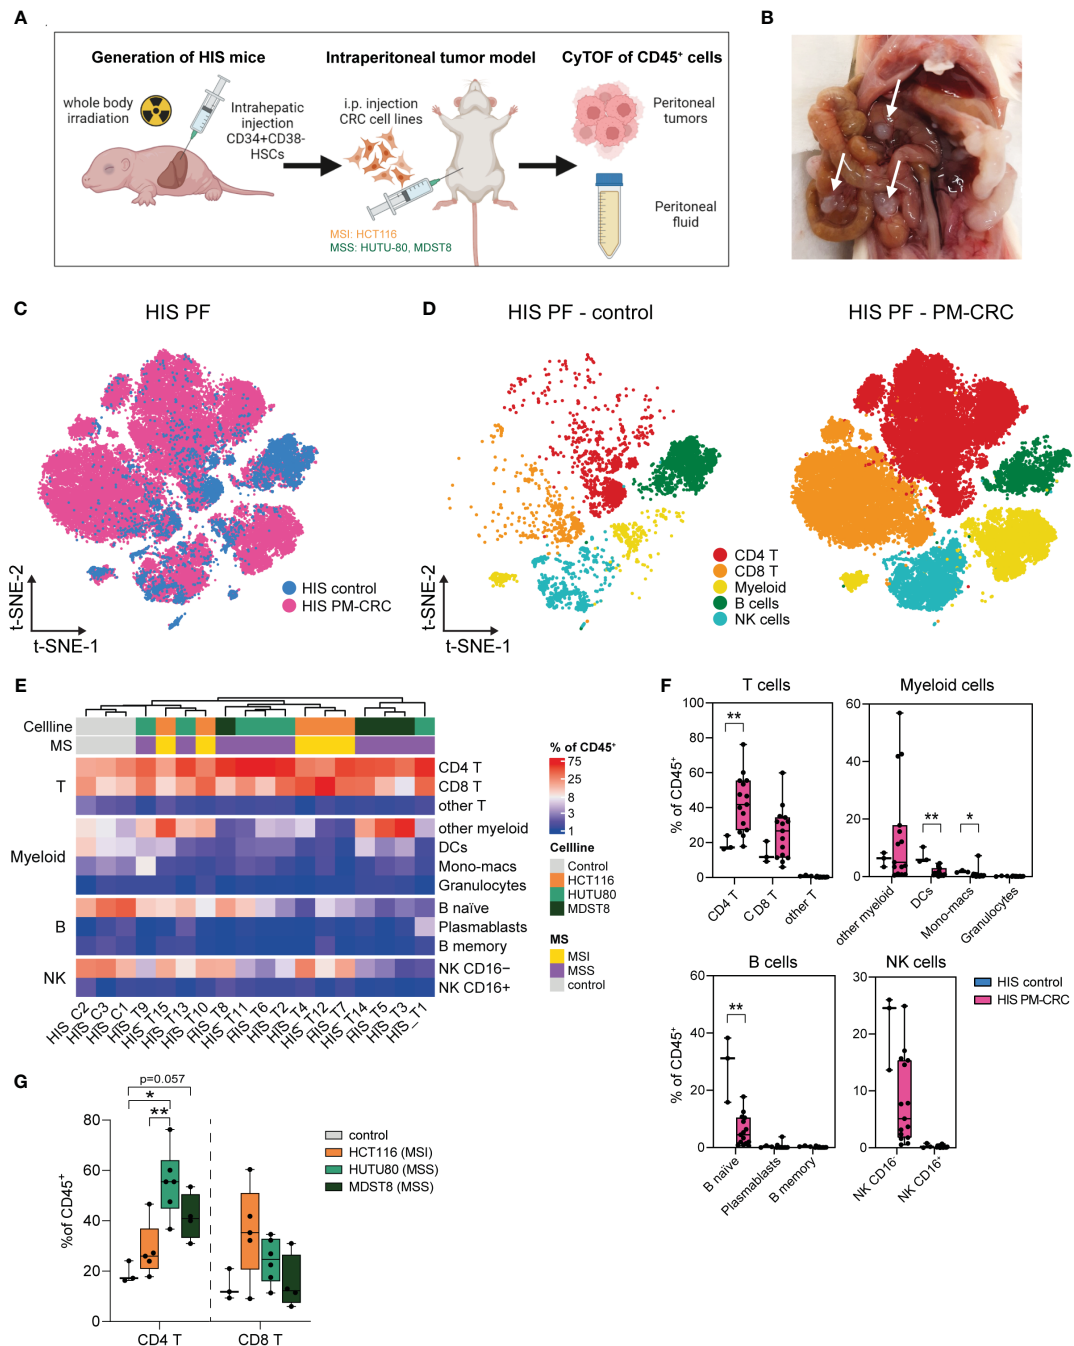 A
Generation of HIS mice
Intraperitoneal tumor model
CyTOF of CD45⁺ cells
whole body
irradiation
Intrahepatic
injection
CD34+CD38-
HSCs
i.p. injection
CRC cell lines
MSI: HCT116
MSS: HUTU-80, MDST8
Peritoneal
tumors
Peritoneal
fluid
B
C
HIS PF
HIS control
HIS PM-CRC
t-SNE-2
t-SNE-1
D
HIS PF - control
HIS PF - PM-CRC
CD4 T
CD8 T
Myeloid
B cells
NK cells
t-SNE-2
t-SNE-1
E
Cellline
MS
T
CD4 T
CD8 T
other T
Myeloid
other myeloid
DCs
Mono-macs
Granulocytes
B
B naïve
Plasmablasts
B memory
NK
NK CD16−
NK CD16+
HIS_C2
HIS_C3
HIS_C1
HIS_T9
HIS_T15
HIS_T13
HIS_T10
HIS_T8
HIS_T11
HIS_T6
HIS_T2
HIS_T4
HIS_T12
HIS_T7
HIS_T14
HIS_T5
HIS_T3
HIS_T1
% of CD45⁺
75
25
8
3
1
Cellline
Control
HCT116
HUTU80
MDST8
MS
MSI
MSS
control
F
T cells
% of CD45⁺
100
80
60
40
20
0
**
CD4 T
CD8 T
other T
Myeloid cells
60
40
20
0
**
*
other myeloid
DCs
Mono-macs
Granulocytes
B cells
% of CD45⁺
60
40
20
0
**
B naïve
Plasmablasts
B memory
NK cells
30
20
10
0
NK CD16⁻
NK CD16⁺
HIS control
HIS PM-CRC
G
%of CD45⁺
80
60
40
20
0
p=0.057
*
**
CD4 T
CD8 T
control
HCT116 (MSI)
HUTU80 (MSS)
MDST8 (MSS)